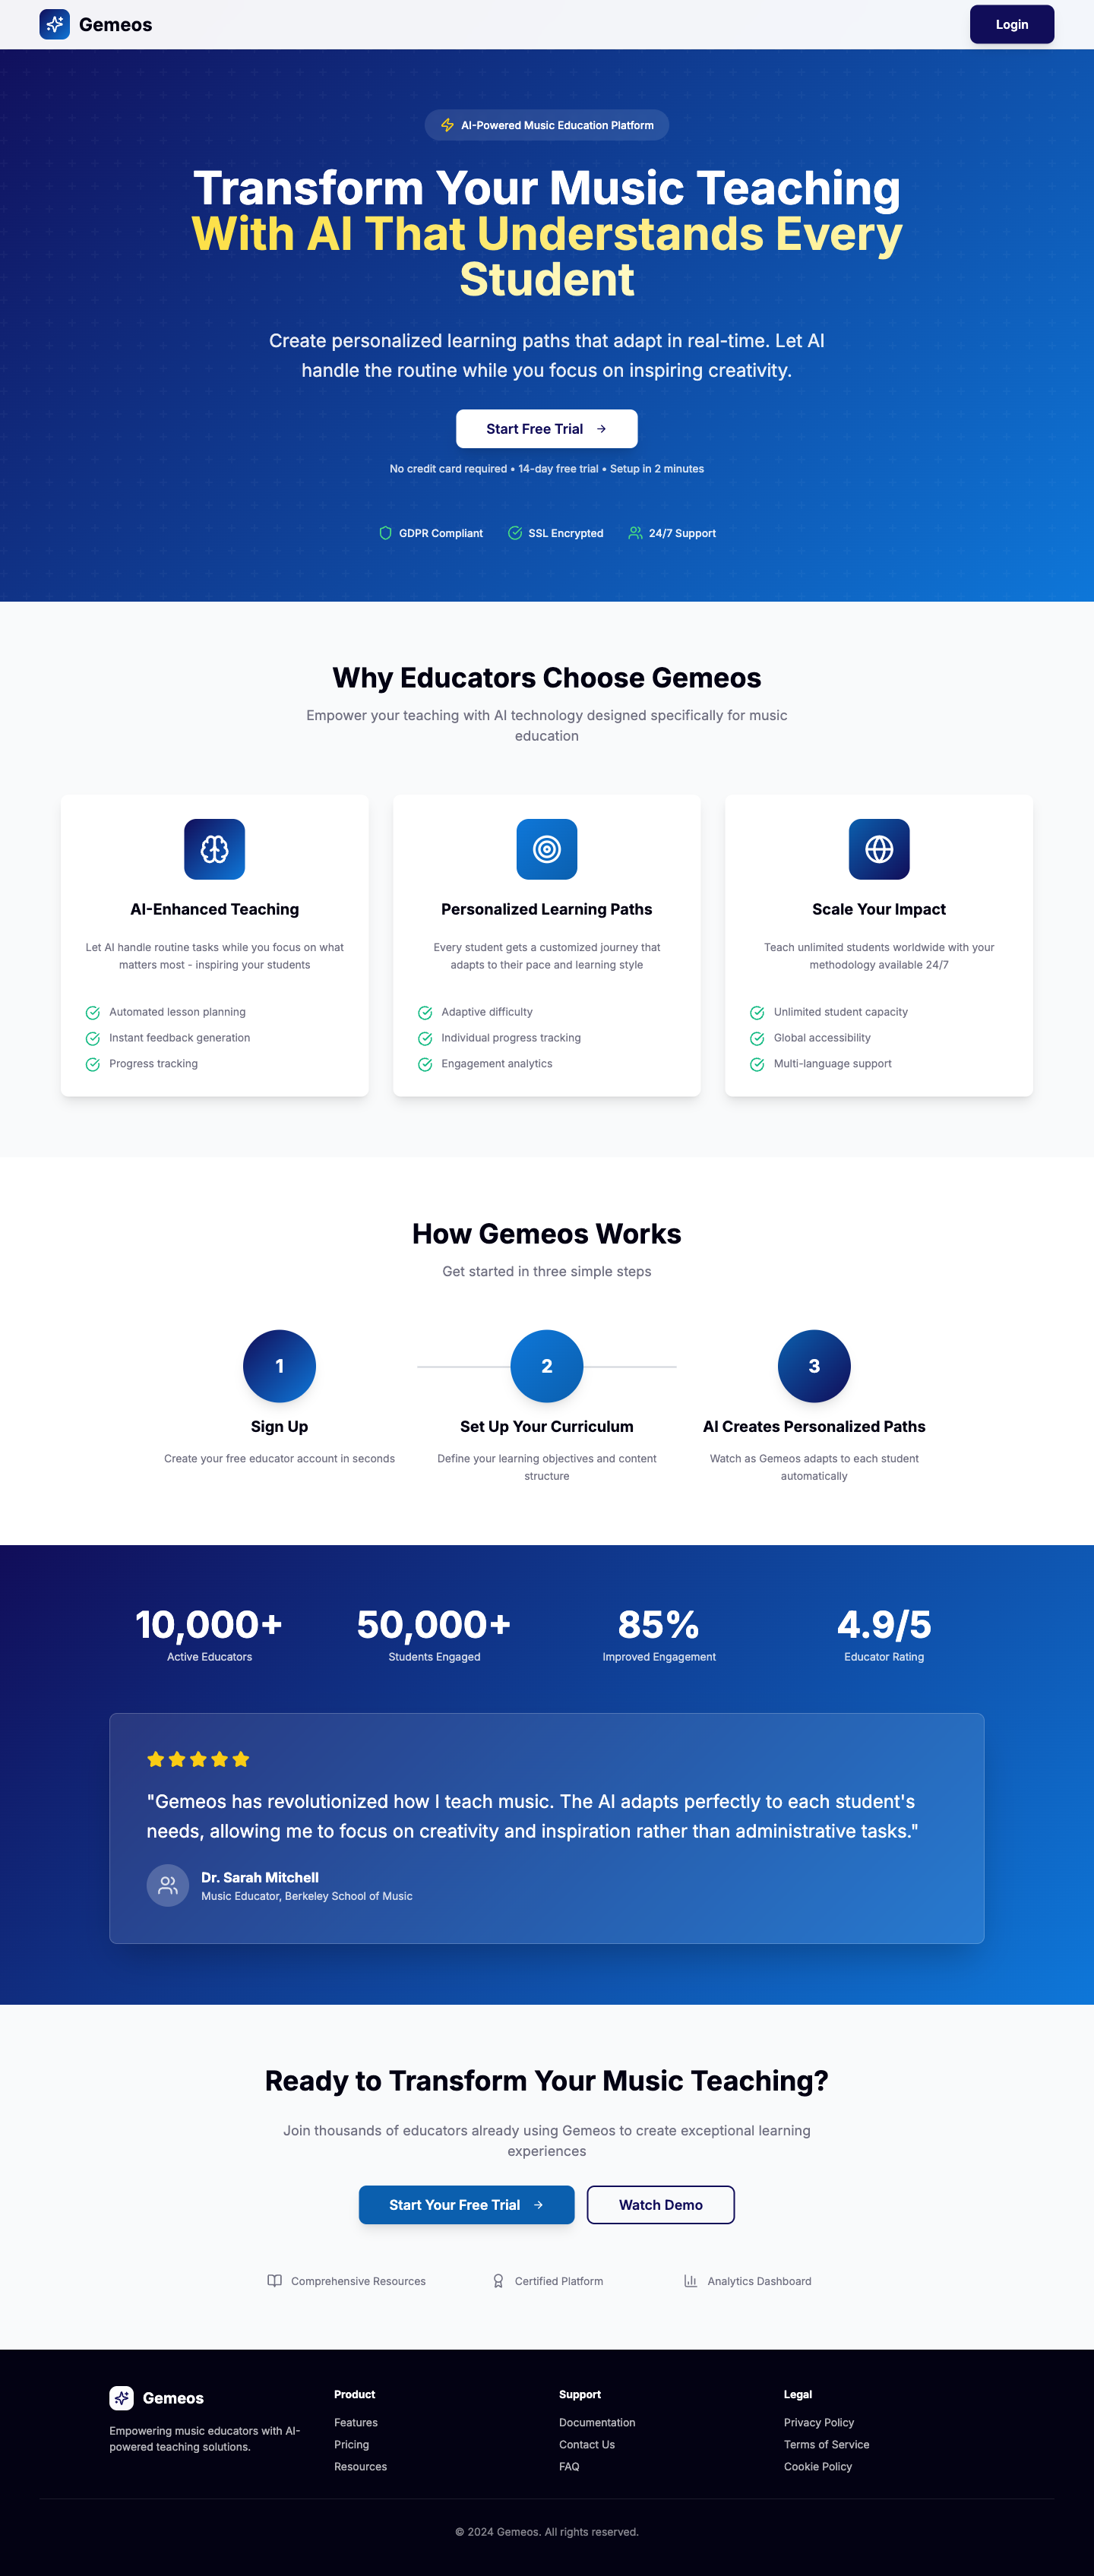 Gemeos
Login
AI-Powered Music Education Platform
Transform Your Music Teaching
With AI That Understands Every
Student
Create personalized learning paths that adapt in real-time. Let AI
handle the routine while you focus on inspiring creativity.
Start Free Trial
No credit card required • 14-day free trial • Setup in 2 minutes
GDPR Compliant
SSL Encrypted
24/7 Support
Why Educators Choose Gemeos
Empower your teaching with AI technology designed specifically for music
education
AI-Enhanced Teaching
Let AI handle routine tasks while you focus on what
matters most - inspiring your students
Automated lesson planning
Instant feedback generation
Progress tracking
Personalized Learning Paths
Every student gets a customized journey that
adapts to their pace and learning style
Adaptive difficulty
Individual progress tracking
Engagement analytics
Scale Your Impact
Teach unlimited students worldwide with your
methodology available 24/7
Unlimited student capacity
Global accessibility
Multi-language support
How Gemeos Works
Get started in three simple steps
1
Sign Up
Create your free educator account in seconds
2
Set Up Your Curriculum
Define your learning objectives and content
structure
3
AI Creates Personalized Paths
Watch as Gemeos adapts to each student
automatically
10,000+
Active Educators
50,000+
Students Engaged
85%
Improved Engagement
4.9/5
Educator Rating
"Gemeos has revolutionized how I teach music. The AI adapts perfectly to each student's
needs, allowing me to focus on creativity and inspiration rather than administrative tasks."
Dr. Sarah Mitchell
Music Educator, Berkeley School of Music
Ready to Transform Your Music Teaching?
Join thousands of educators already using Gemeos to create exceptional learning
experiences
Start Your Free Trial
Watch Demo
Comprehensive Resources
Certified Platform
Analytics Dashboard
Gemeos
Empowering music educators with AI-
powered teaching solutions.
Product
Features
Pricing
Resources
Support
Documentation
Contact Us
FAQ
Legal
Privacy Policy
Terms of Service
Cookie Policy
© 2024 Gemeos. All rights reserved.